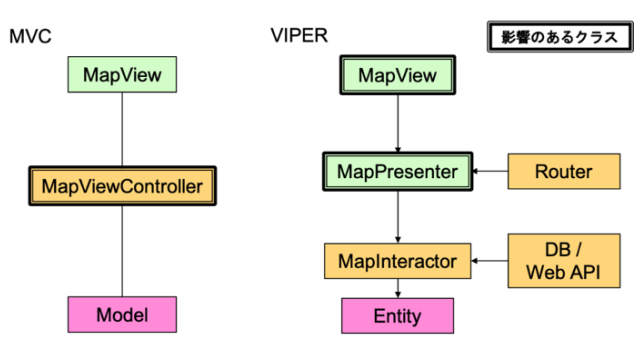 MVC
VIPER
影響のあるクラス
MapView
MapView
MapViewController
MapPresenter
Router
MapInteractor
DB /
Web API
Model
Entity